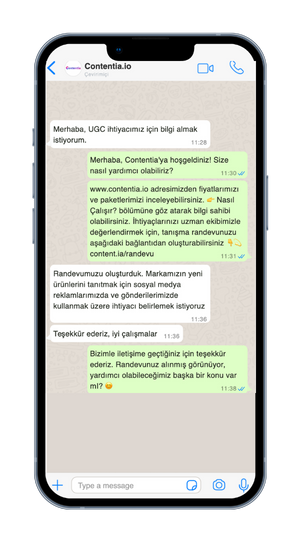 Contentia.io
Çevrimiçi
Merhaba, UGC ihtiyacımız için bilgi almak
istiyorum.
11:28
Merhaba, Contentia'ya hoşgeldiniz! Size
nasıl yardımcı olabiliriz?
11:30
www.contentia.io adresimizden fiyatlarımızı
ve paketlerimizi inceleyebilirsiniz. 👉 Nasıl
Çalışır? bölümüne göz atarak bilgi sahibi
olabilirsiniz. İhtiyaçlarınızı uzman ekibimizle
değerlendirmek için, tanışma randevunuzu
aşağıdaki bağlantıdan oluşturabilirsiniz 👇💫
content.ia/randevu
11:31
Randevumuzu oluşturduk. Markamızın yeni
ürünlerini tanıtmak için sosyal medya
reklamlarımızda ve gönderilerimizde
kullanmak üzere ihtiyacı belirlemek istiyoruz
11:36
Teşekkür ederiz, iyi çalışmalar
11:36
Bizimle iletişime geçtiğiniz için teşekkür
ederiz. Randevunuz alınmış görünüyor,
yardımcı olabileceğimiz başka bir konu var
mı? 😊
11:38
Type a message